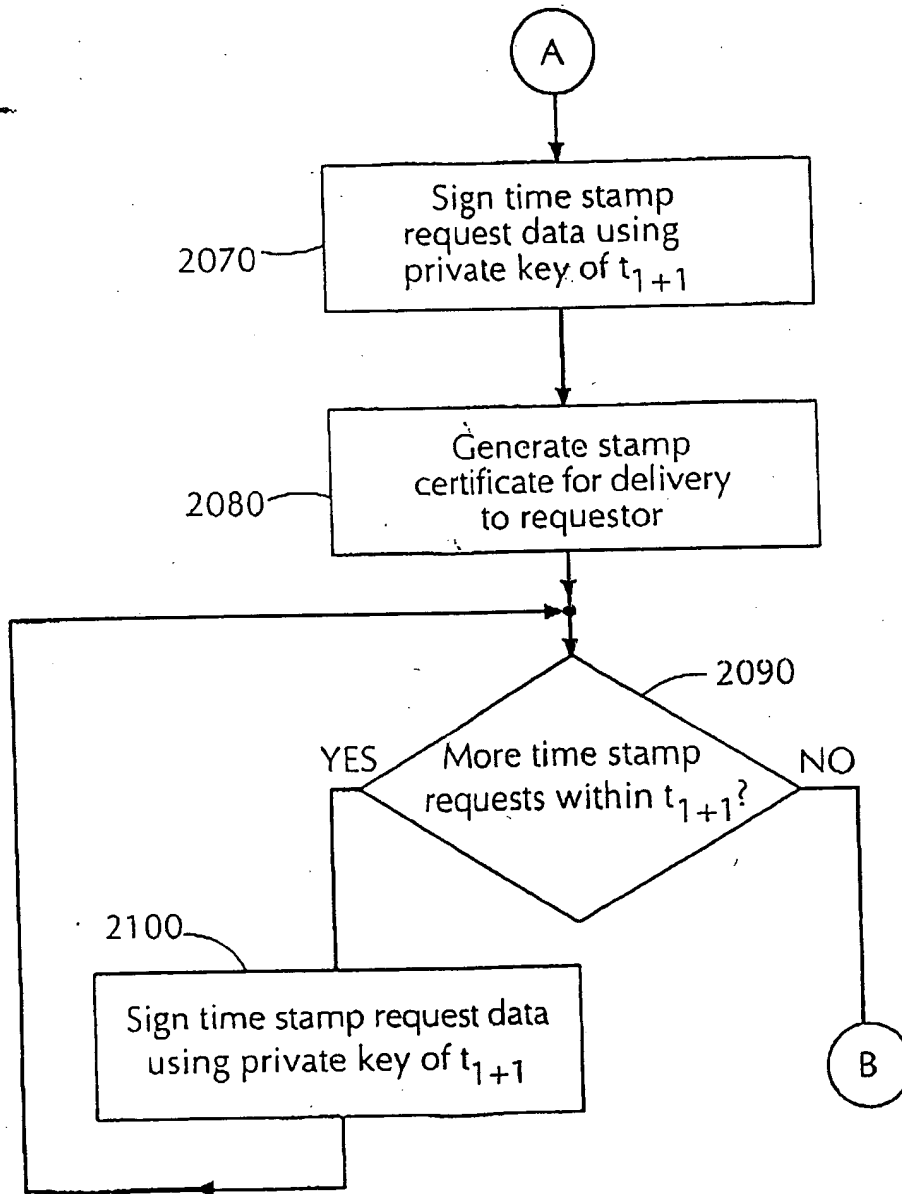 A
Sign time stamp
request data using
private key of t1+1
2070
Generate stamp
certificate for delivery
to requestor
2080
2090
YES
More time stamp
requests within t1+1?
NO
2100
Sign time stamp request data
using private key of t1+1
B